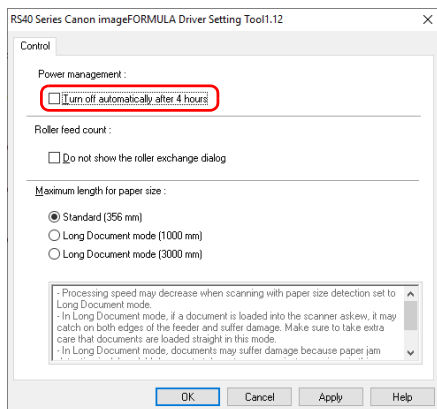 RS40 Series Canon imageFORMULA Driver Setting Tool1.12
Control
Power management :
Turn off automatically after 4 hours
Roller feed count :
Do not show the roller exchange dialog
Maximum length for paper size :
Standard (356 mm)
Long Document mode (1000 mm)
Long Document mode (3000 mm)
- Processing speed may decrease when scanning with paper size detection set to
Long Document mode.
- In Long Document mode, if a document is loaded into the scanner askew, it may
catch on both edges of the feeder and suffer damage. Make sure to take extra
care that documents are loaded straight in this mode.
- In Long Document mode, documents may suffer damage because paper jam
OK Cancel Apply Help